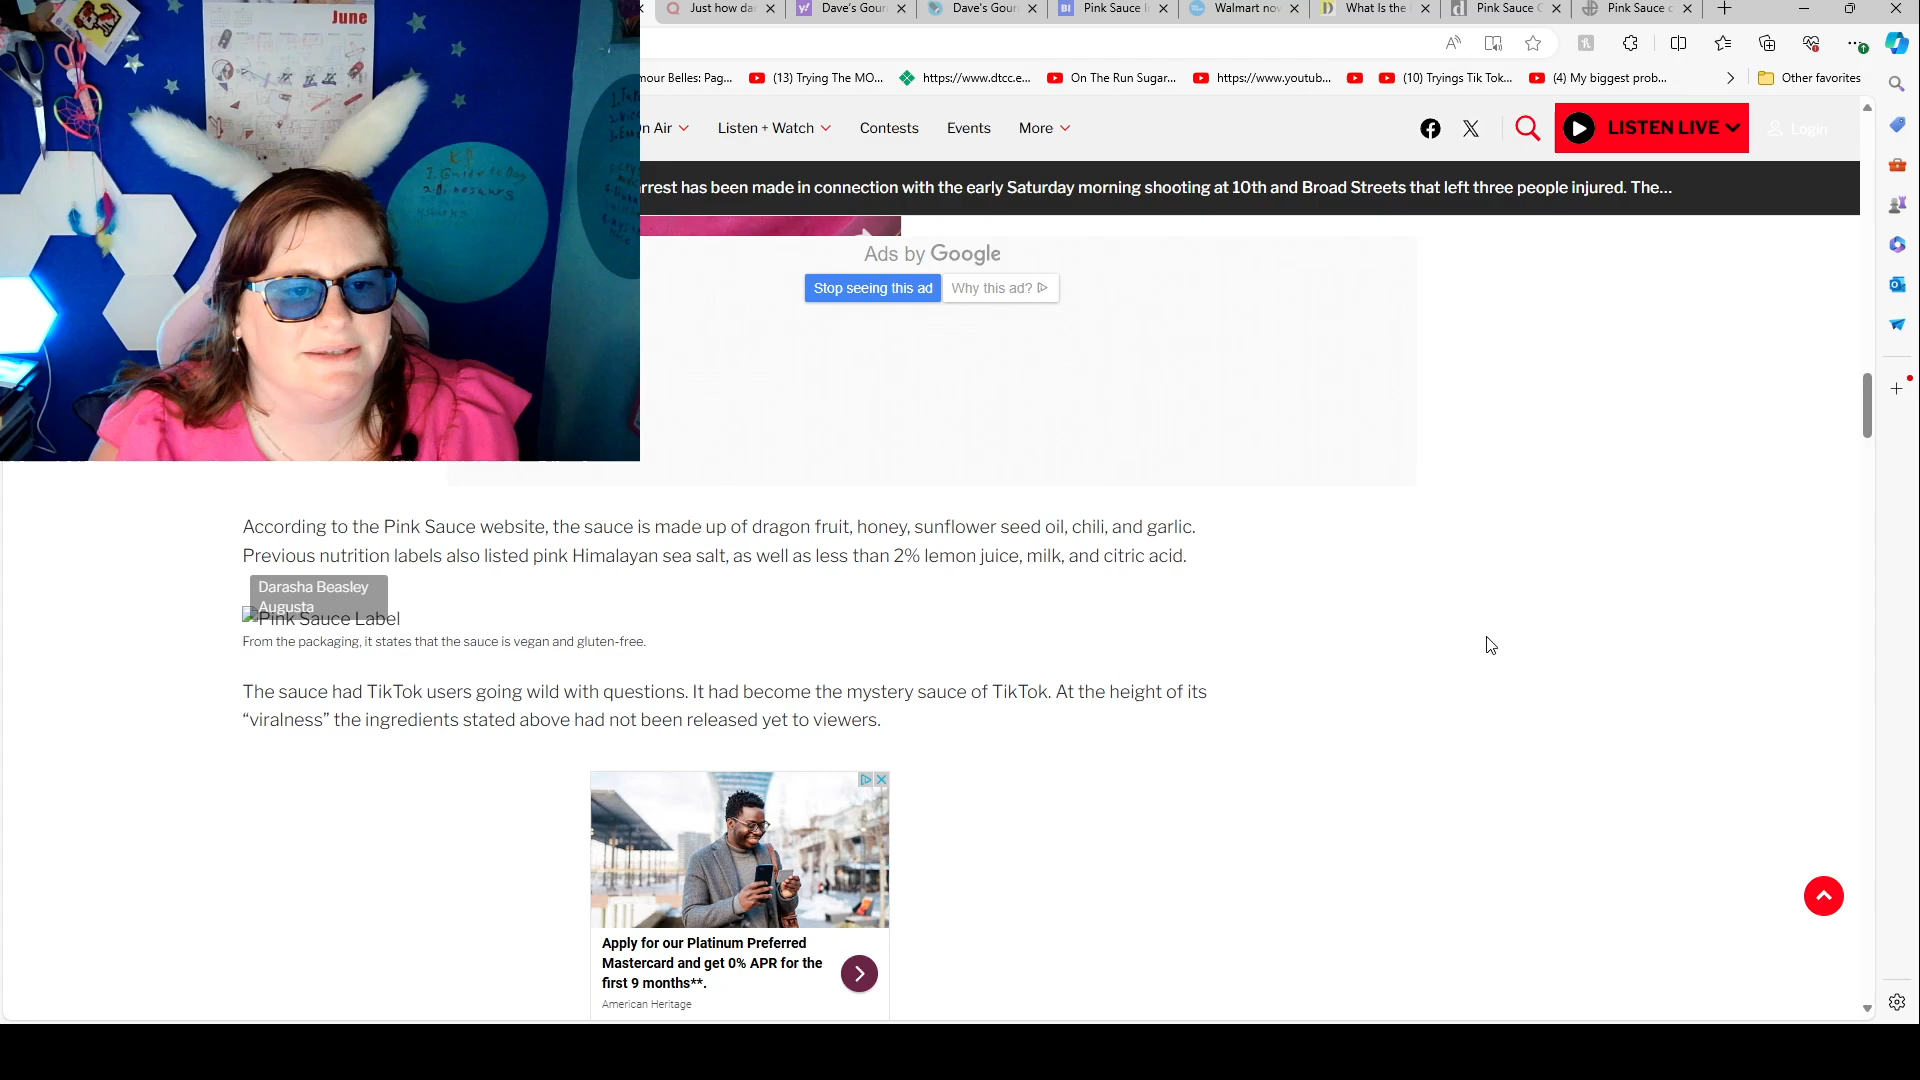 Just how da
Dave's Gour
Dave's Gour
Pink Sauce I
Walmart no
What Is the
Pink Sauce
Pink Sauce c
mour Belles: Pag...
(13) Trying The MO...
https://www.dtcc.e...
On The Run Sugar...
https://www.youtub...
(10) Tryings Tik Tok...
(4) My biggest prob...
Other favorites
June
n Air
Listen + Watch
Contests
Events
More
LISTEN LIVE
Login
rrest has been made in connection with the early Saturday morning shooting at 10th and Broad Streets that left three people injured. The...
Ads by Google
Stop seeing this ad
Why this ad?
According to the Pink Sauce website, the sauce is made up of dragon fruit, honey, sunflower seed oil, chili, and garlic.
Previous nutrition labels also listed pink Himalayan sea salt, as well as less than 2% lemon juice, milk, and citric acid.
Darasha Beasley
Augusta
Pink Sauce Label
From the packaging, it states that the sauce is vegan and gluten-free.
The sauce had TikTok users going wild with questions. It had become the mystery sauce of TikTok. At the height of its
“viralness” the ingredients stated above had not been released yet to viewers.
Apply for our Platinum Preferred
Mastercard and get 0% APR for the
first 9 months**.
American Heritage